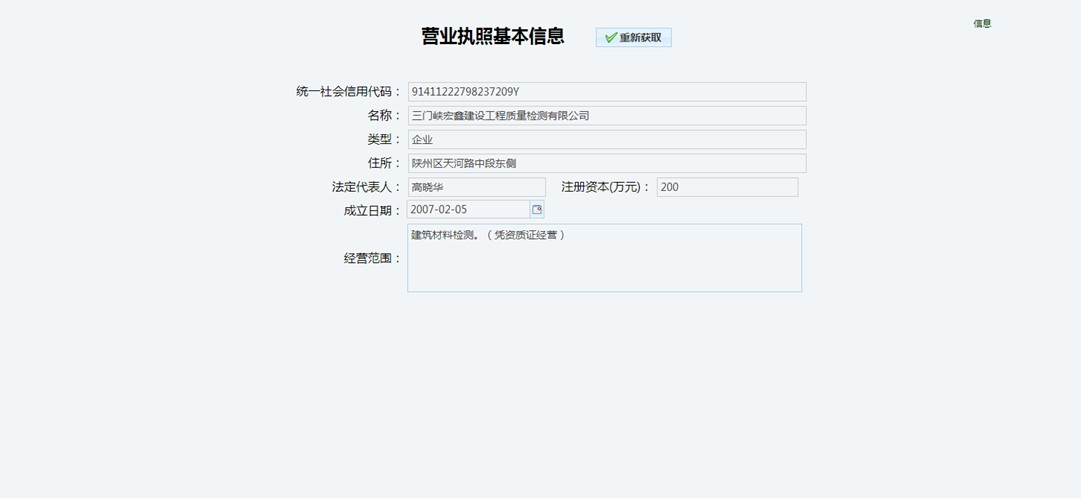 信息
营业执照基本信息 重新获取
统一社会信用代码： 91411222798237209Y
名称： 三门峡宏鑫建设工程质量检测有限公司
类型： 企业
住所： 陕州区天河路中段东侧
法定代表人： 高晓华 注册资本(万元)： 200
成立日期： 2007-02-05
经营范围： 建筑材料检测。（凭资质证经营）